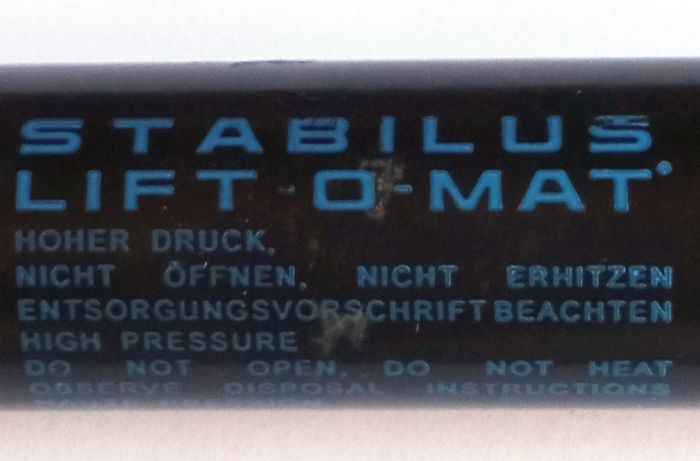 STABILUS
LIFT-O-MAT
HOHER DRUCK.
NICHT ÖFFNEN. NICHT ERHITZEN
ENTSORGUNGSVORSCHRIFT BEACHTEN
HIGH PRESSURE
DO NOT OPEN. DO NOT HEAT
OBSERVE DISPOSAL INSTRUCTIONS